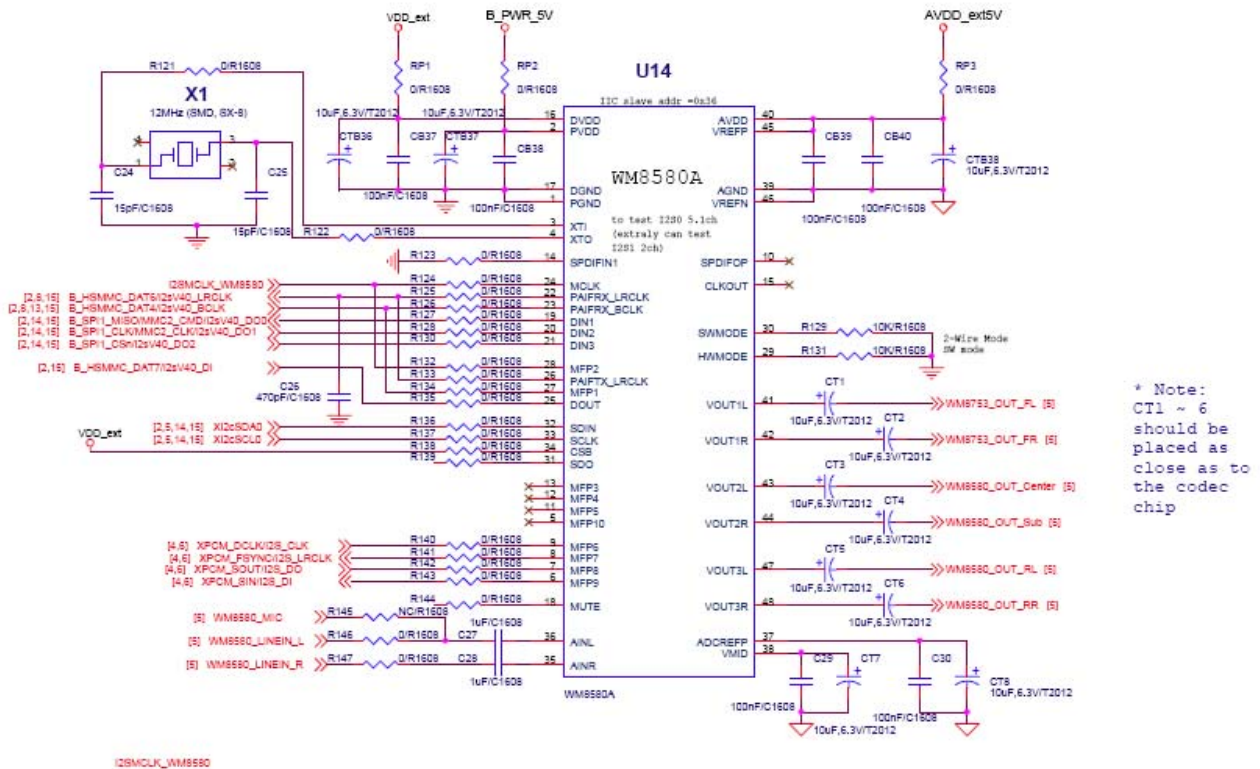 VDD_ext
B_PWR_5V
AVDD_ext5V
R121
0/R1608
X1
12MHz (SMD, SX-8)
1
3
2
C24
15pF/C1608
C25
15pF/C1608
R122
0/R1608
RP1
0/R1608
RP2
0/R1608
RP3
0/R1608
10uF,6.3V/T2012
10uF,6.3V/T2012
CTB36
CB37
CTB37
CB38
100nF/C1608
100nF/C1608
U14
IIC slave addr =0x36
WM8580A
to test I2S0 5.1ch
(extraly can test
I2S1 2ch)
16 DVDD
2 PVDD
17 DGND
1 PGND
3 XTI
4 XTO
AVDD 40
VREFP 45
AGND 39
VREFN 46
CB39
CB40
CTB38
10uF,6.3V/T2012
100nF/C1608
100nF/C1608
R123 0/R1608 14 SPDIFIN1
I2SMCLK_WM8580 R124 0/R1608 24 MCLK
[2,6,15] B_HSMMC_DAT6/I2sV40_LRCLK R125 0/R1608 22 PAIFRX_LRCLK
[2,6,13,15] B_HSMMC_DAT4/I2sV40_BCLK R126 0/R1608 23 PAIFRX_BCLK
[2,14,15] B_SPI1_MISO/MMC2_CMD/I2sV40_DO0 R127 0/R1608 19 DIN1
[2,14,15] B_SPI1_CLK/MMC2_CLK/I2sV40_DO1 R128 0/R1608 20 DIN2
[2,14,15] B_SPI1_CSn/I2sV40_DO2 R130 0/R1608 21 DIN3
R132 0/R1608 28 MFP2
[2,15] B_HSMMC_DAT7/I2sV40_DI R133 0/R1608 26 PAIFTX_LRCLK
R134 0/R1608 27 MFP1
R135 0/R1608 25 DOUT
C26
470pF/C1608
[2,5,14,15] XI2cSDA0 R136 0/R1608 32 SDIN
[2,5,14,15] XI2cSCL0 R137 0/R1608 33 SCLK
VDD_ext R138 0/R1608 34 CSB
R139 0/R1608 31 SDO
13 MFP3
12 MFP4
11 MFP5
5 MFP10
[4,6] XPCM_DCLK/I2S_CLK R140 0/R1608 9 MFP6
[4,6] XPCM_FSYNC/I2S_LRCLK R141 0/R1608 8 MFP7
[4,6] XPCM_SOUT/I2S_DO R142 0/R1608 7 MFP8
[4,6] XPCM_SIN/I2S_DI R143 0/R1608 6 MFP9
R144 0/R1608 18 MUTE
[5] WM8580_MIC R145 NC/R1608
1uF/C1608
[5] WM8580_LINEIN_L R146 0/R1608 C27 36 AINL
[5] WM8580_LINEIN_R R147 0/R1608 C28 35 AINR
1uF/C1608
WM8580A
SPDIFOP 10
CLKOUT 15
SWMODE 30 R129 10K/R1608
HWMODE 29 R131 10K/R1608
2-Wire Mode
SW mode
VOUT1L 41 CT1 10uF,6.3V/T2012 WM8753_OUT_FL [5]
VOUT1R 42 CT2 10uF,6.3V/T2012 WM8753_OUT_FR [5]
VOUT2L 43 CT3 10uF,6.3V/T2012 WM8580_OUT_Center [5]
VOUT2R 44 CT4 10uF,6.3V/T2012 WM8580_OUT_Sub [5]
VOUT3L 47 CT5 10uF,6.3V/T2012 WM8580_OUT_RL [5]
VOUT3R 48 CT6 10uF,6.3V/T2012 WM8580_OUT_RR [5]
ADCREFP 37
VMID 38
C29
CT7
C30
CT8
10uF,6.3V/T2012
100nF/C1608
100nF/C1608
10uF,6.3V/T2012
* Note:
CT1 ~ 6
should be
placed as
close as to
the codec
chip
I2SMCLK_WM8580